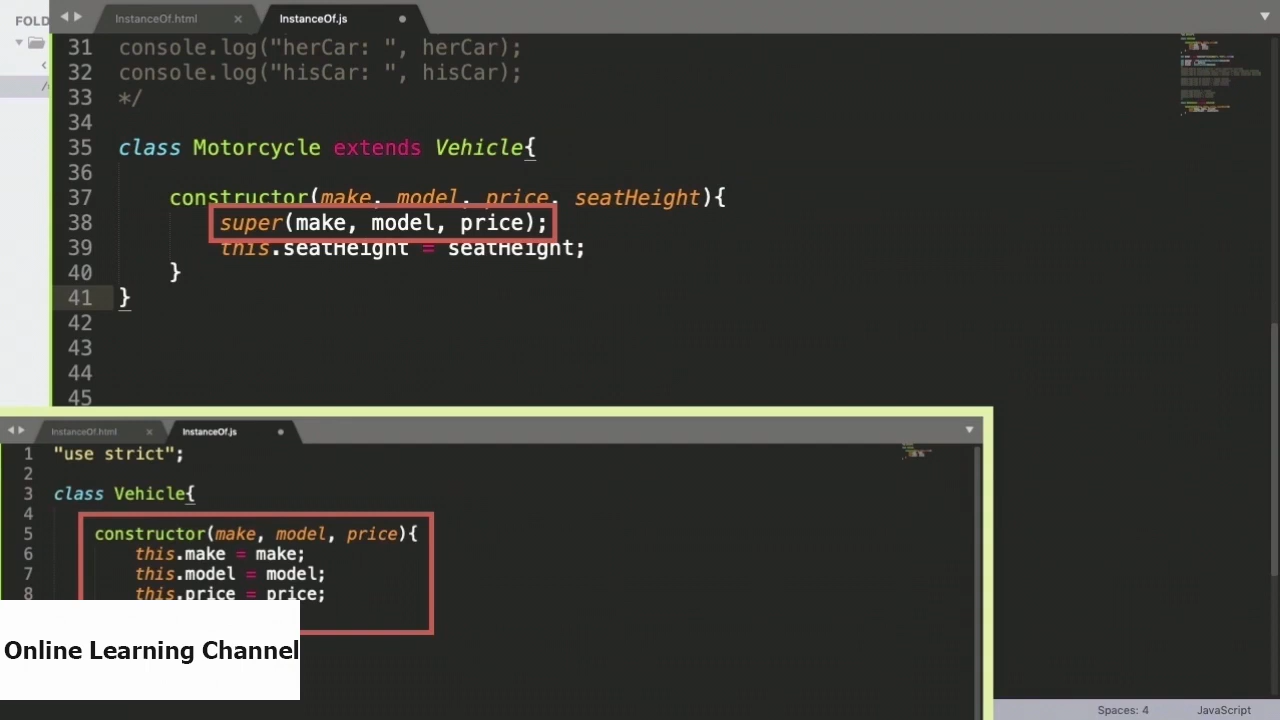 FOLD
InstanceOf.html
InstanceOf.js
31 console.log("herCar: ", herCar);
32 console.log("hisCar: ", hisCar);
33 */
34
35 class Motorcycle extends Vehicle{
36
37 constructor(make, model, price, seatHeight){
38 super(make, model, price);
39 this.seatHeight = seatHeight;
40 }
41 }
42
43
44
45
InstanceOf.html
InstanceOf.js
1 "use strict";
2
3 class Vehicle{
4
5 constructor(make, model, price){
6 this.make = make;
7 this.model = model;
8 this.price = price;
Online Learning Channel
Spaces: 4
JavaScript